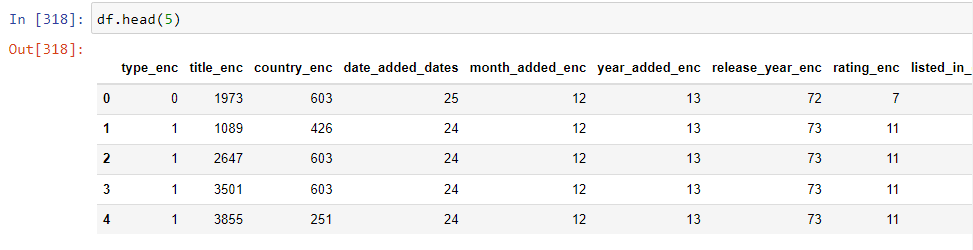 In [318]: df.head(5)
Out[318]:
type_enc title_enc country_enc date_added_dates month_added_enc year_added_enc release_year_enc rating_enc listed_in_
0 0 1973 603 25 12 13 72 7
1 1 1089 426 24 12 13 73 11
2 1 2647 603 24 12 13 73 11
3 1 3501 603 24 12 13 73 11
4 1 3855 251 24 12 13 73 11